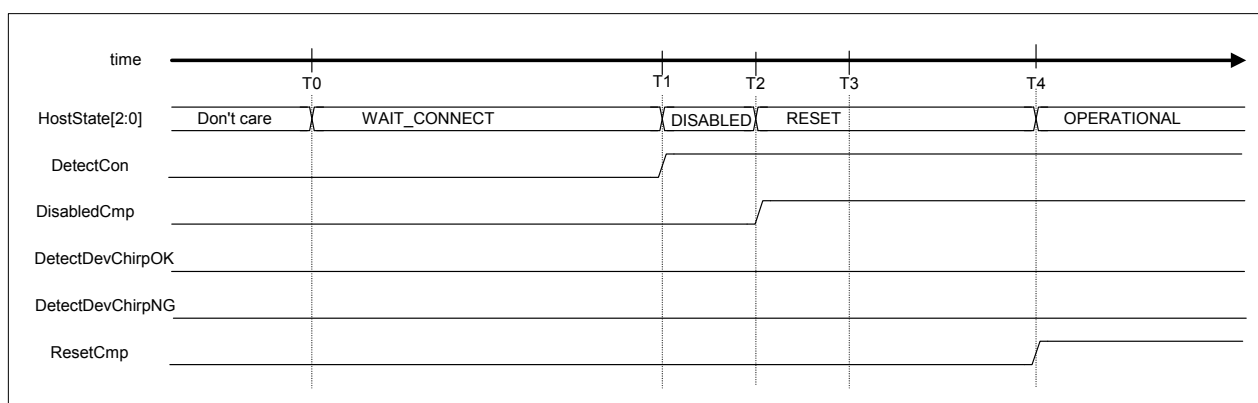 time
T0 T1 T2 T3 T4
HostState[2:0] Don't care WAIT_CONNECT DISABLED RESET OPERATIONAL
DetectCon
DisabledCmp
DetectDevChirpOK
DetectDevChirpNG
ResetCmp